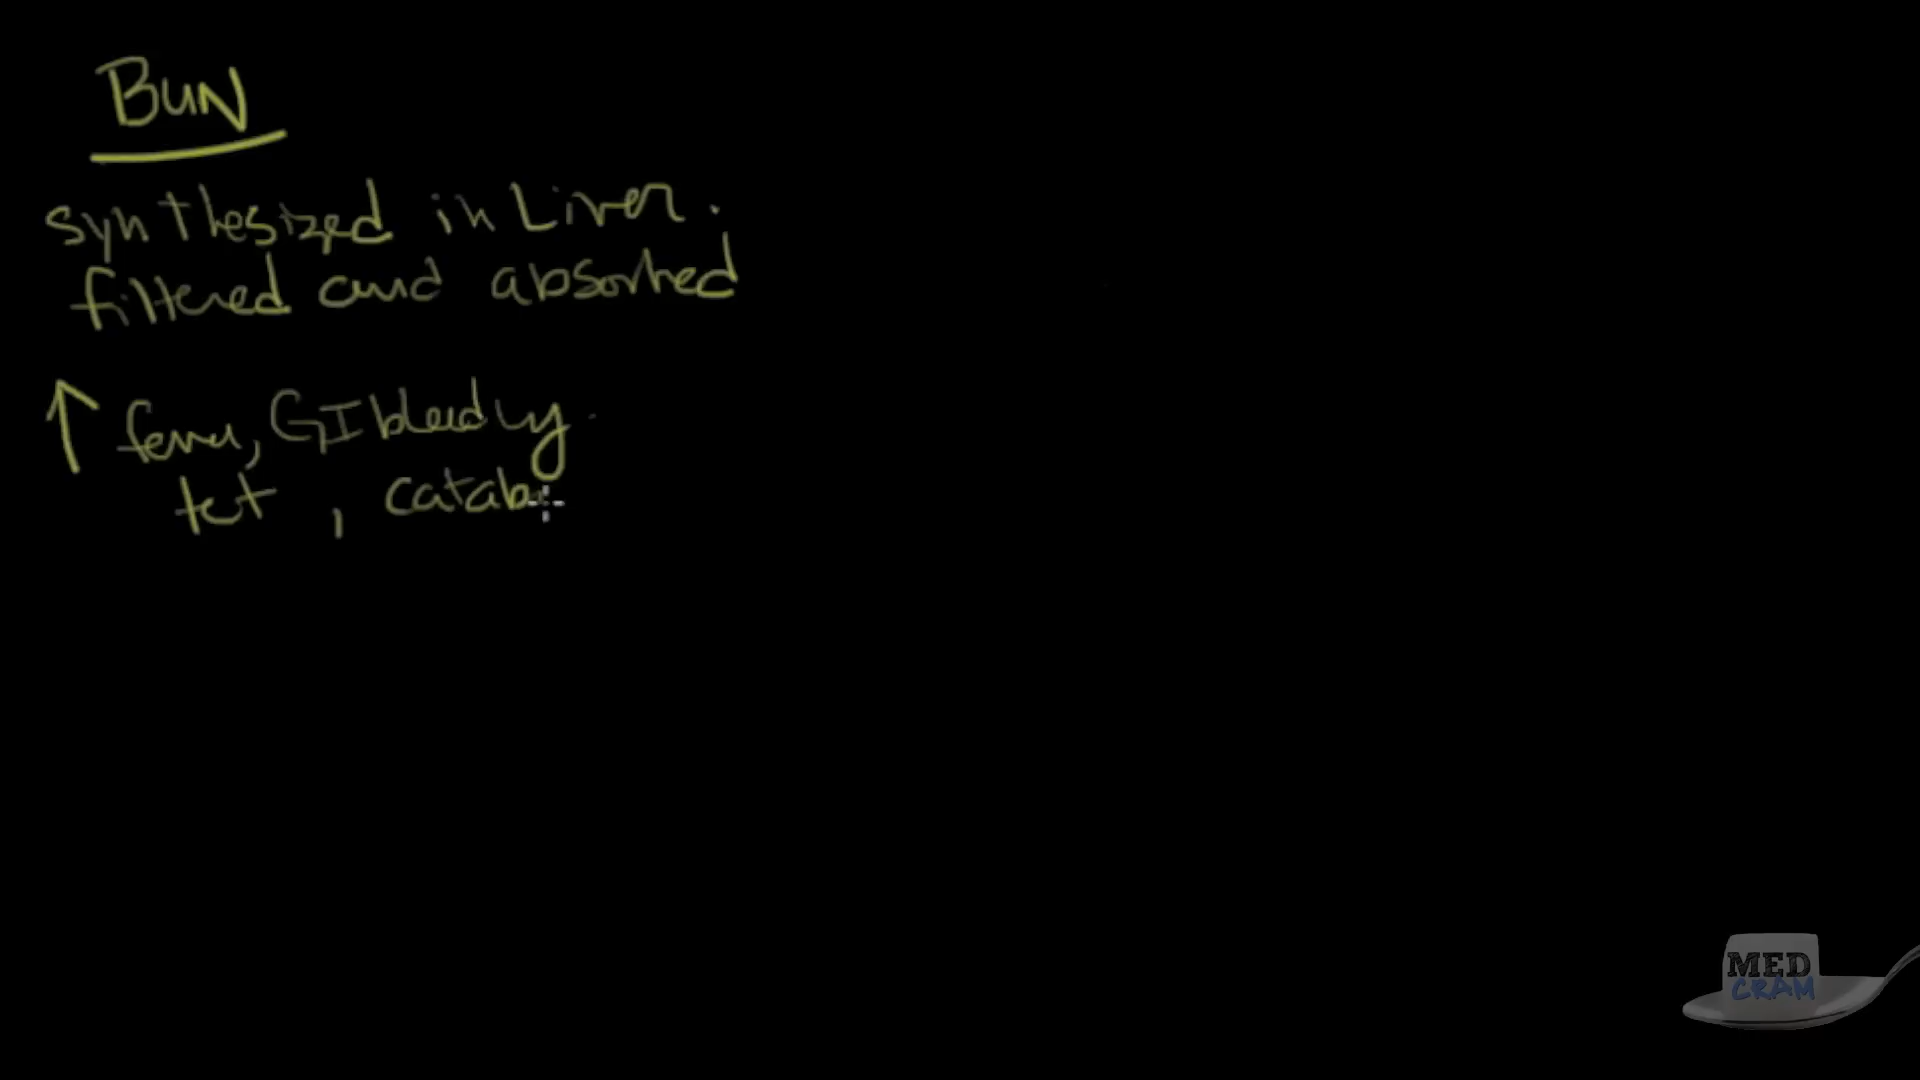 BUN
synthesized in Liver.
filtered and absorbed
↑ fever, GI bleeding.
tet, catab
MED
CRAM